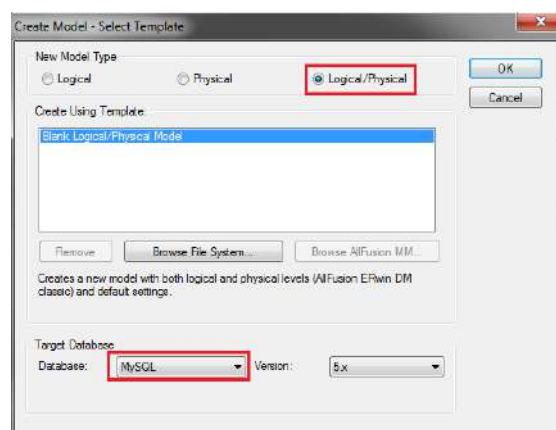 Create Model - Select Template
New Model Type
Logical
Physical
Logical/Physical
OK
Cancel
Create Using Template:
Blank Logical/Physical Model
Remove
Browse File System...
Browse AllFusion MM...
Creates a new model with both logical and physical levels (AllFusion ERwin DM
classic) and default settings.
Target Database
Database:
MySQL
Version:
5.x